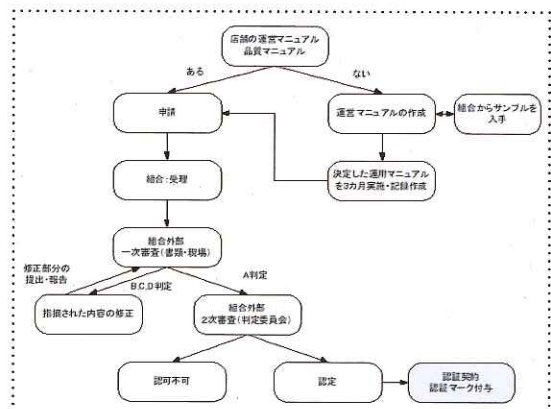 店舗の運営マニュアル
品質マニュアル
ある
ない
申請
運営マニュアルの作成
組合からサンプルを
入手
組合:受理
決定した運用マニュアル
を3カ月実施・記録作成
組合外部
一次審査(書類・現場)
修正部分の
提出・報告
B,C,D判定
A判定
指摘された内容の修正
組合外部
2次審査(判定委員会)
認可不可
認定
認証契約
認証マーク付与